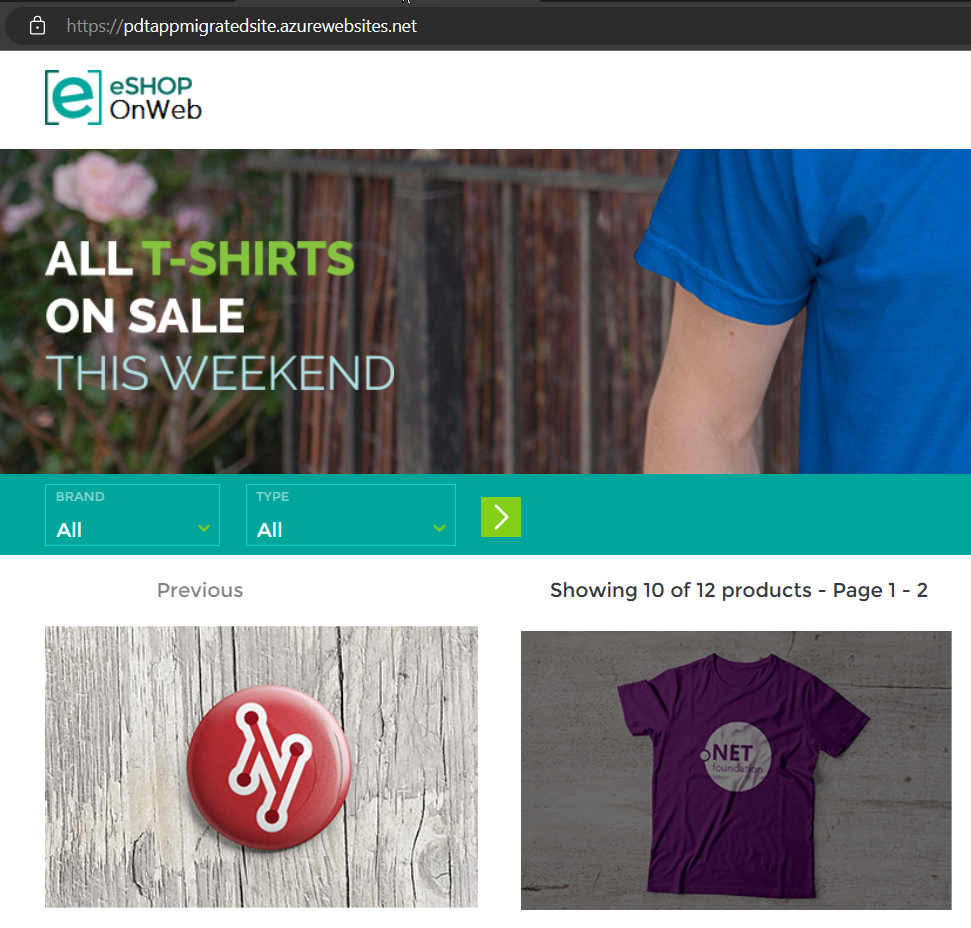 https://pdtappmigratedsite.azurewebsites.net
eSHOP
OnWeb
ALL T-SHIRTS
ON SALE
THIS WEEKEND
BRAND
All
TYPE
All
Previous
Showing 10 of 12 products - Page 1 - 2
.NET
foundation